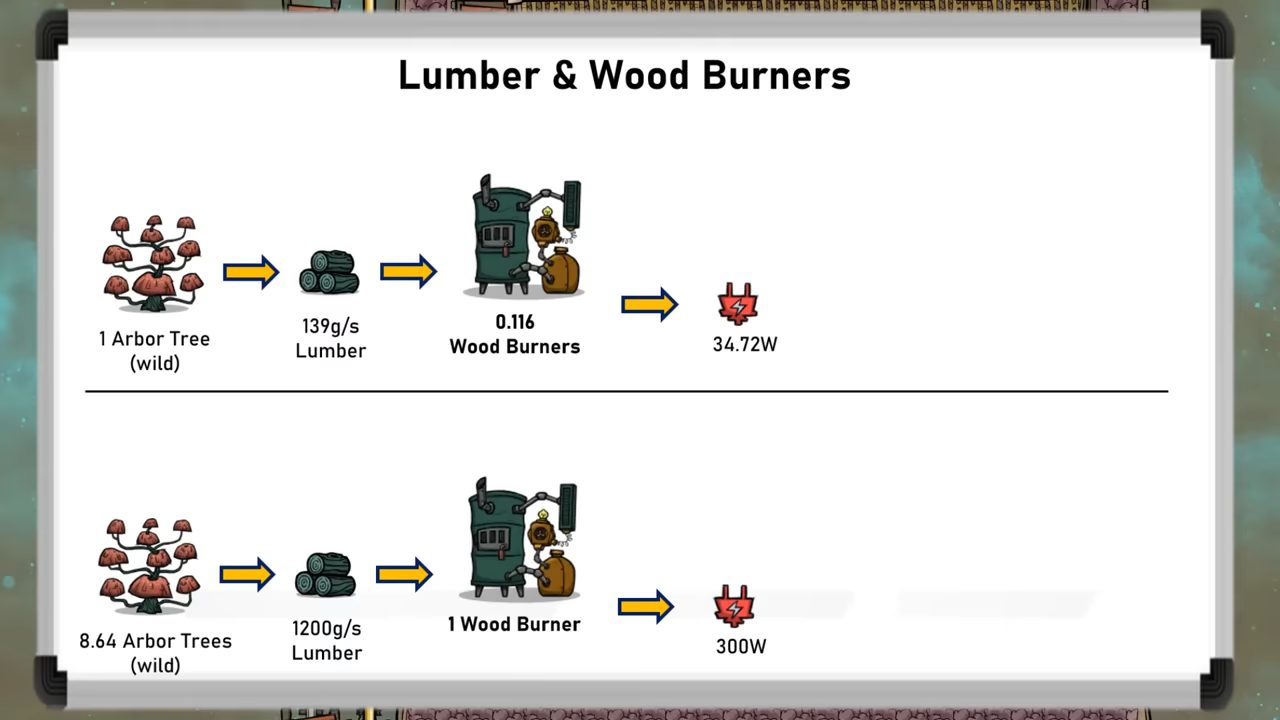 Lumber & Wood Burners
1 Arbor Tree
(wild)
139g/s
Lumber
0.116
Wood Burners
34.72W
8.64 Arbor Trees
(wild)
1200g/s
Lumber
1 Wood Burner
300W